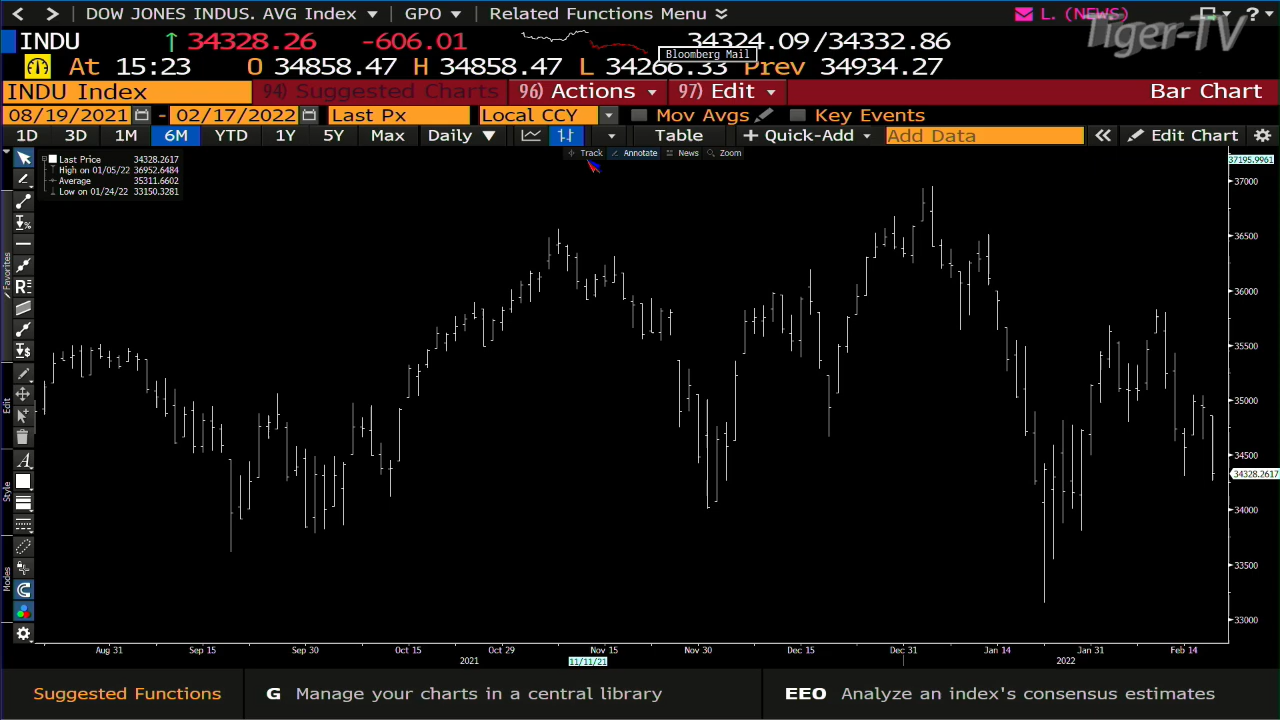 DOW JONES INDUS. AVG Index GPO Related Functions Menu L. (NEWS) ?
Tiger-TV
INDU 34328.26 -606.01 34324.09/34332.86
Bloomberg Mail
At 15:23 O 34858.47 H 34858.47 L 34266.33 Prev 34934.27
INDU Index 94) Suggested Charts 96) Actions 97) Edit Bar Chart
08/19/2021 - 02/17/2022 Last Px Local CCY Mov Avgs Key Events
1D 3D 1M 6M YTD 1Y 5Y Max Daily Table + Quick-Add Add Data Edit Chart
Track Annotate News Zoom
Last Price 34328.2617
High on 01/05/22 36952.6484
Average 35311.6602
Low on 01/24/22 33150.3281
37195.9961
37000
36500
36000
35500
35000
34500
34328.2617
34000
33500
33000
Favorites
Edit
Style
Modes
Aug 31 Sep 15 Sep 30 Oct 15 Oct 29 Nov 15 Nov 30 Dec 15 Dec 31 Jan 14 Jan 31 Feb 14
2021 11/11/21 2022
Suggested Functions G Manage your charts in a central library EEO Analyze an index's consensus estimates